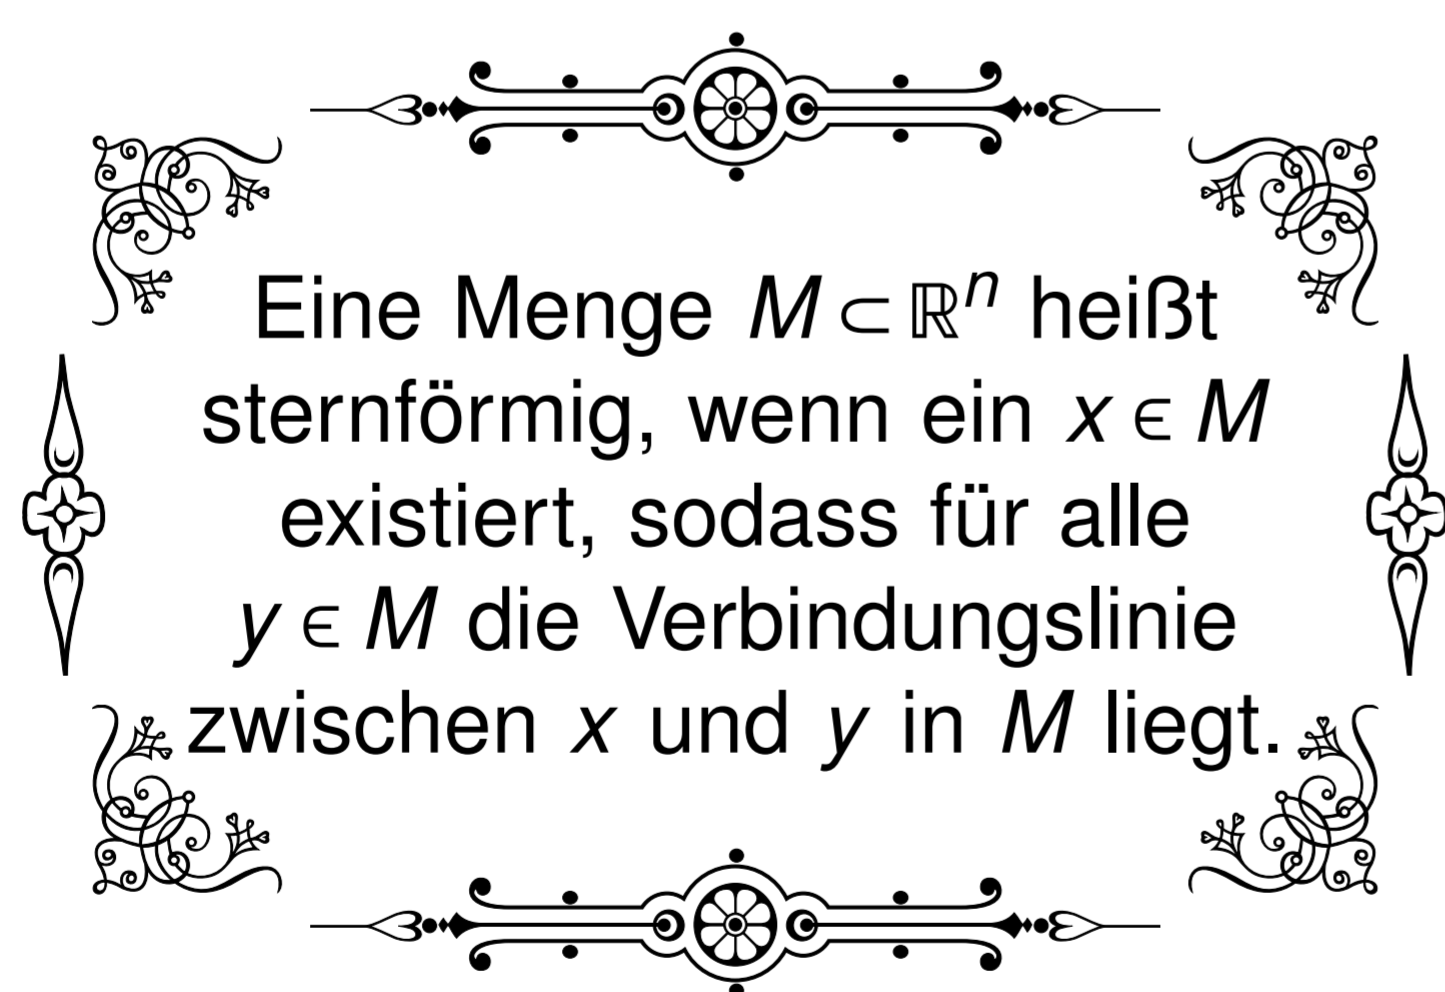 Eine Menge M ⊂ ℝⁿ heißt
sternförmig, wenn ein x ∈ M
existiert, sodass für alle
y ∈ M die Verbindungslinie
zwischen x und y in M liegt.